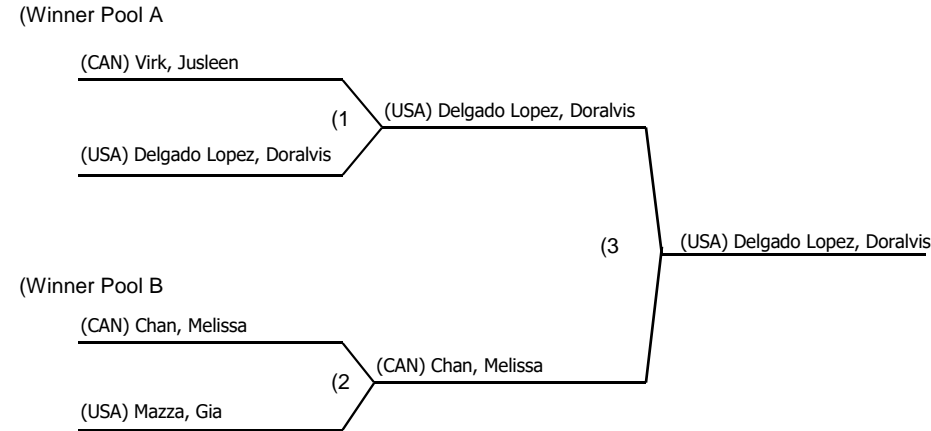 (Winner Pool A
(CAN) Virk, Jusleen
(1
(USA) Delgado Lopez, Doralvis
(USA) Delgado Lopez, Doralvis
(3
(USA) Delgado Lopez, Doralvis
(Winner Pool B
(CAN) Chan, Melissa
(2
(CAN) Chan, Melissa
(USA) Mazza, Gia